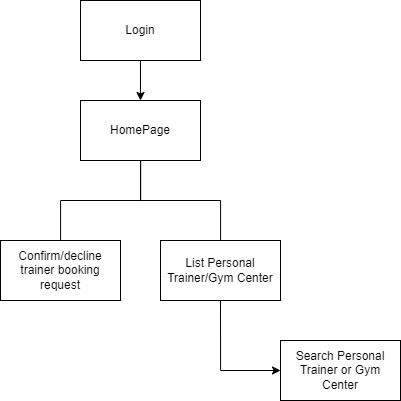 Login
HomePage
Confirm/decline
trainer booking
request
List Personal
Trainer/Gym Center
Search Personal
Trainer or Gym
Center